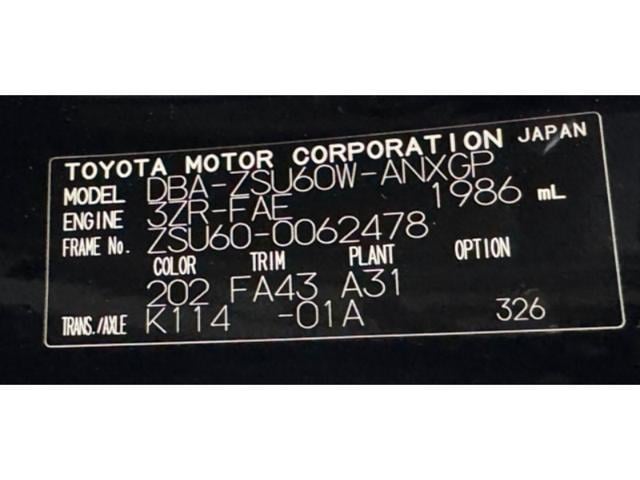 TOYOTA MOTOR CORPORATION JAPAN
MODEL DBA-ZSU60W-ANXGP
ENGINE 3ZR-FAE 1986 mL
FRAME No. ZSU60-0062478
COLOR TRIM PLANT OPTION
202 FA43 A31
TRANS./AXLE K114 -01A 326